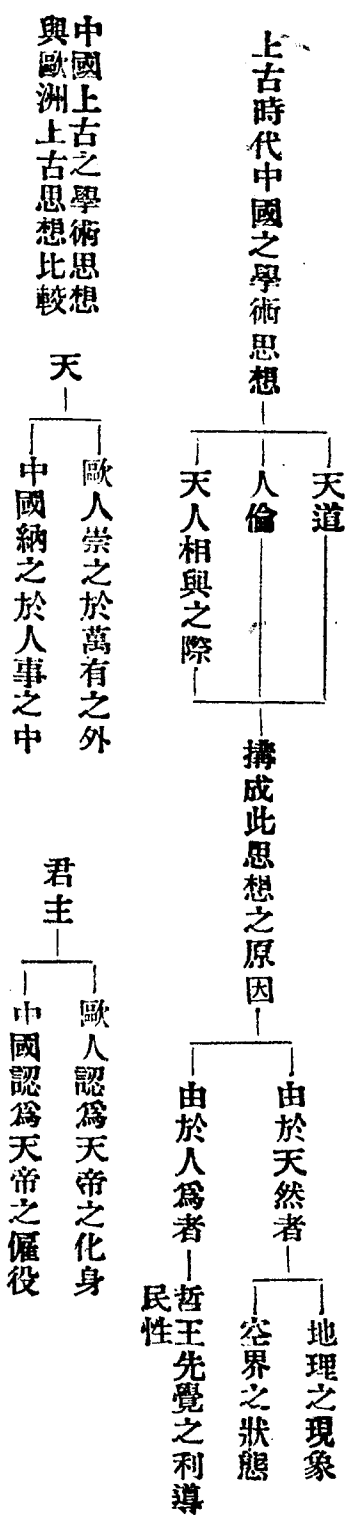 上古時代中國之學術思想
天道
人倫
天人相與之際
搆成此思想之原因
由於天然者
地理之現象
空界之狀態
由於人爲者
哲王先覺之利導
民性
中國上古之學術思想
與歐洲上古思想比較
天
歐人崇之於萬有之外
中國納之於人事之中
君主
歐人認爲天帝之化身
中國認爲天帝之僱役